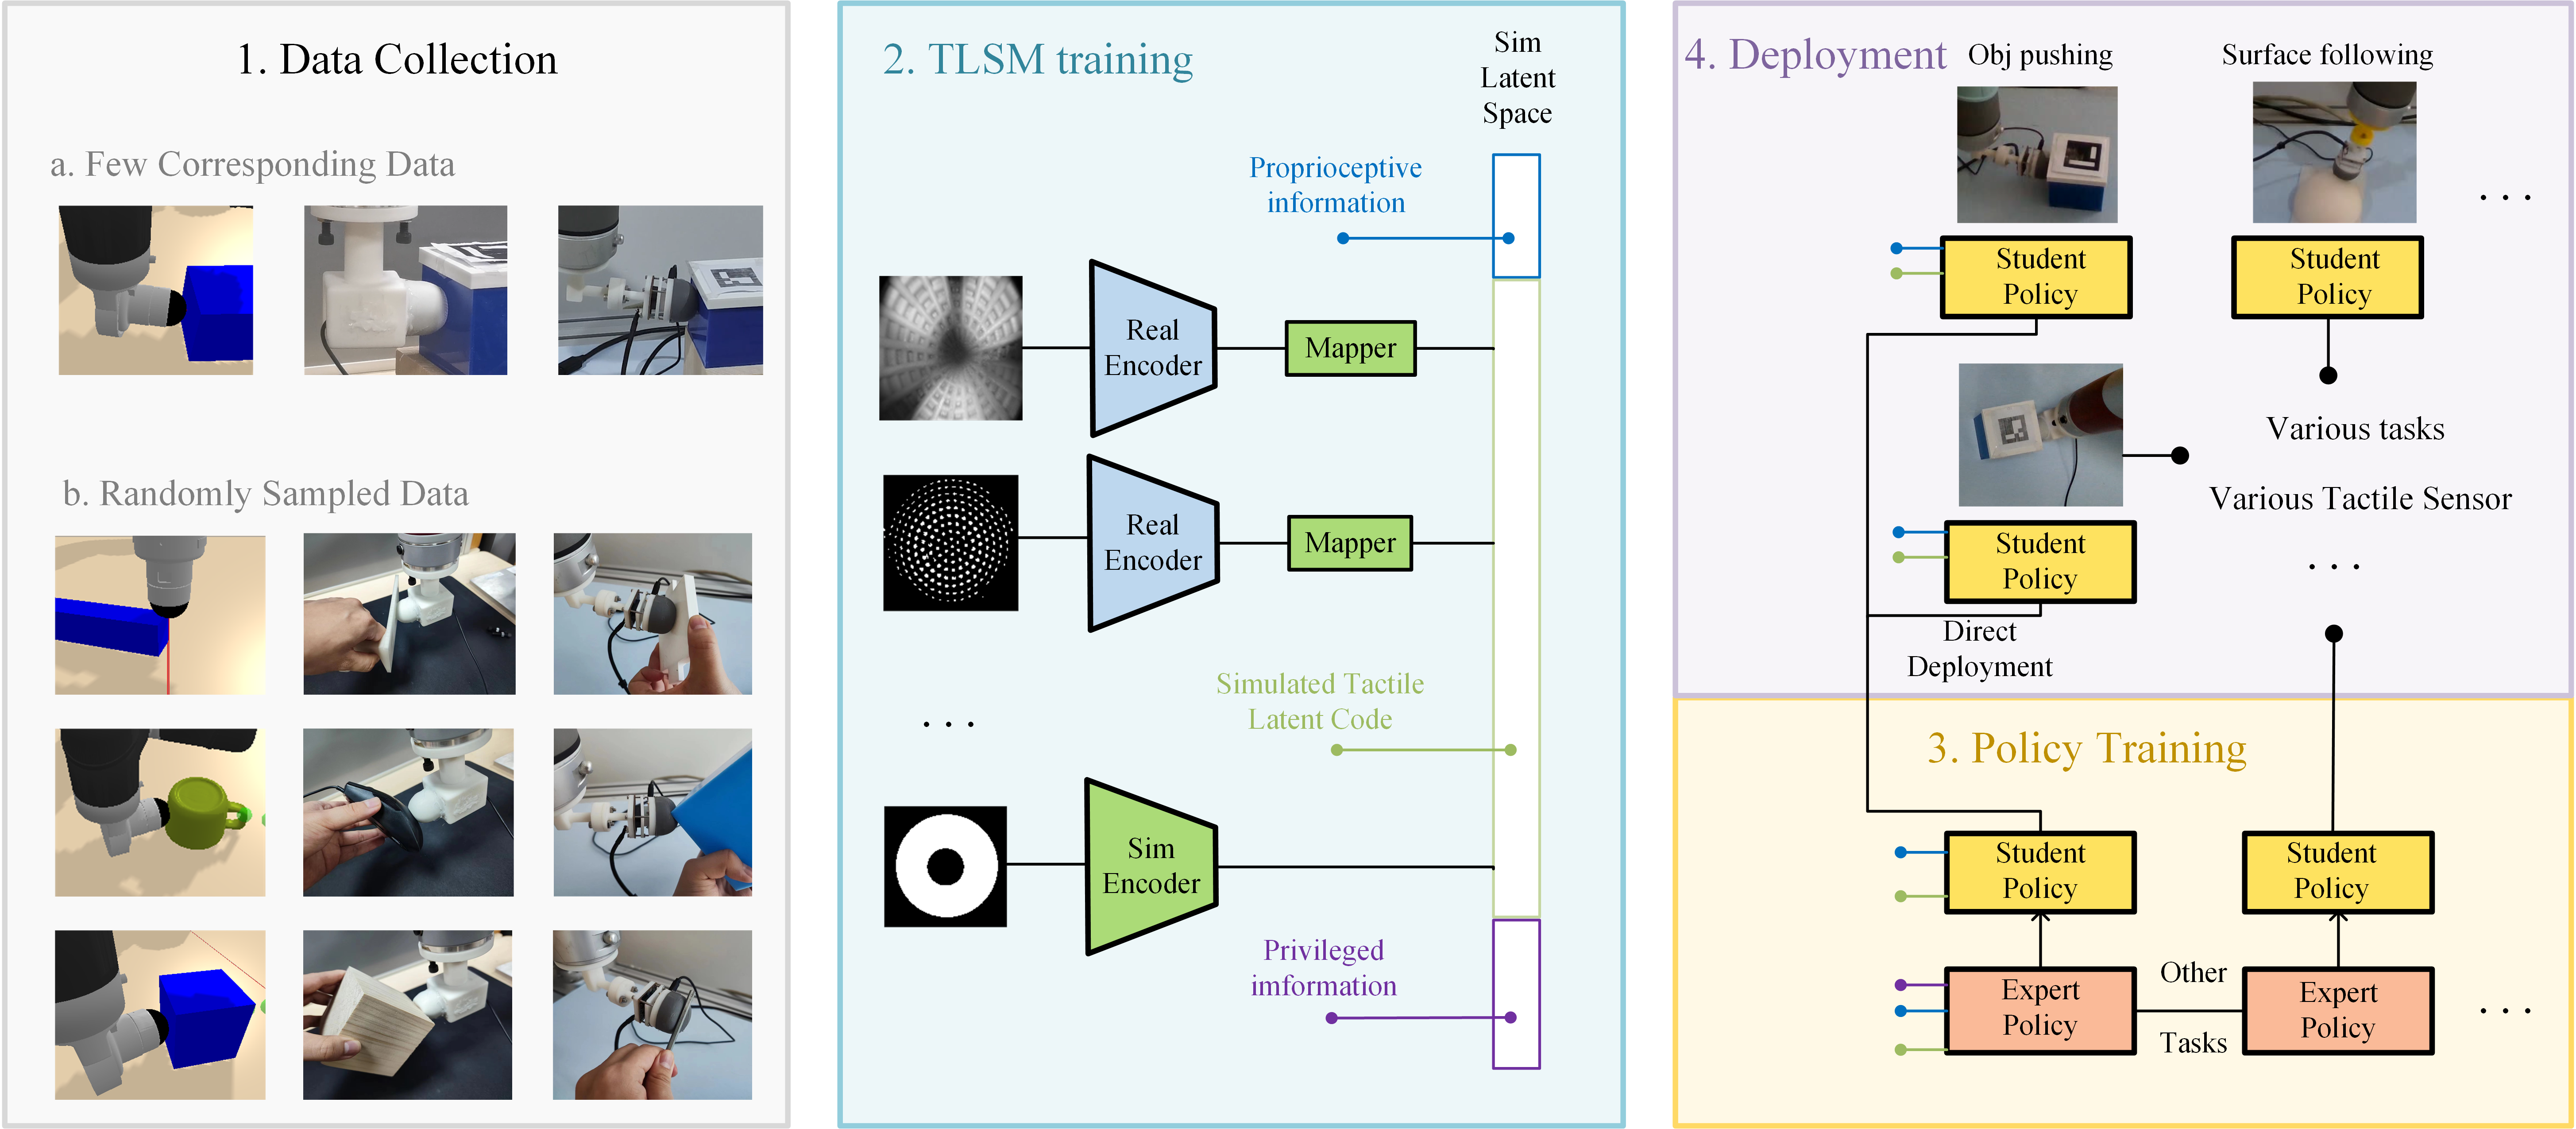 1. Data Collection
a. Few Corresponding Data
b. Randomly Sampled Data
2. TLSM training
Sim
Latent
Space
Proprioceptive
information
Real
Encoder
Mapper
Real
Encoder
Mapper
Simulated Tactile
Latent Code
. . .
Sim
Encoder
Privileged
imformation
4. Deployment
Obj pushing
Surface following
. . .
Student
Policy
Student
Policy
Various tasks
Various Tactile Sensor
. . .
Student
Policy
Direct
Deployment
3. Policy Training
Student
Policy
Student
Policy
Expert
Policy
Other
Tasks
Expert
Policy
. . .